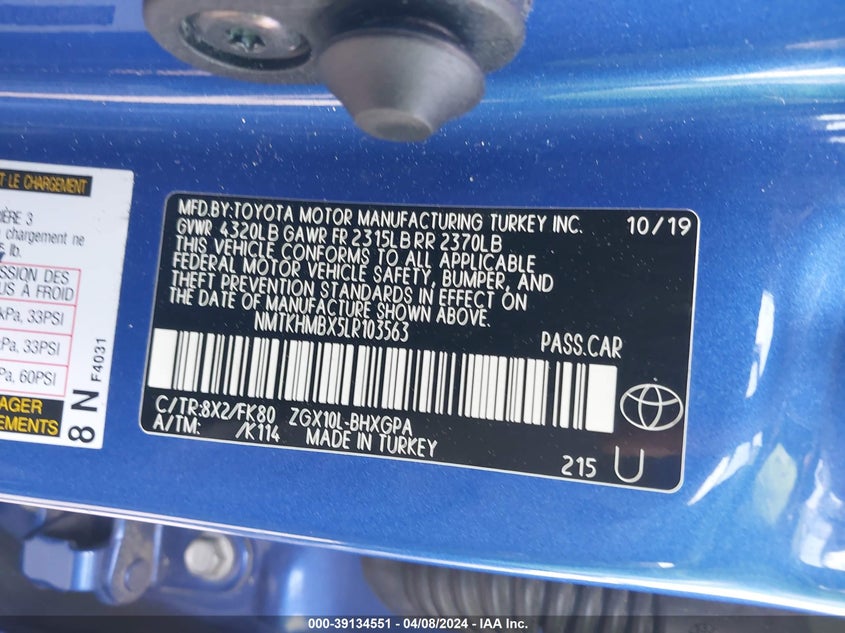 T LE CHARGEMENT
IÈRE 3
chargement ne
lb.
SSION DES
US À FROID
kPa, 33PSI
kPa, 33PSI
Pa, 60PSI
AGER
EMENTS
8 N
F4031
MFD.BY:TOYOTA MOTOR MANUFACTURING TURKEY INC. 10/19
GVWR 4320LB GAWR FR 2315LB RR 2370LB
THIS VEHICLE CONFORMS TO ALL APPLICABLE
FEDERAL MOTOR VEHICLE SAFETY, BUMPER, AND
THEFT PREVENTION STANDARDS IN EFFECT ON
THE DATE OF MANUFACTURE SHOWN ABOVE.
NMTKHMBX5LR103563 PASS.CAR
C/TR:8X2/FK80 ZGX10L-BHXGPA
A/TM: /K114 MADE IN TURKEY
215 U
000-39134551 - 04/08/2024 - IAA Inc.